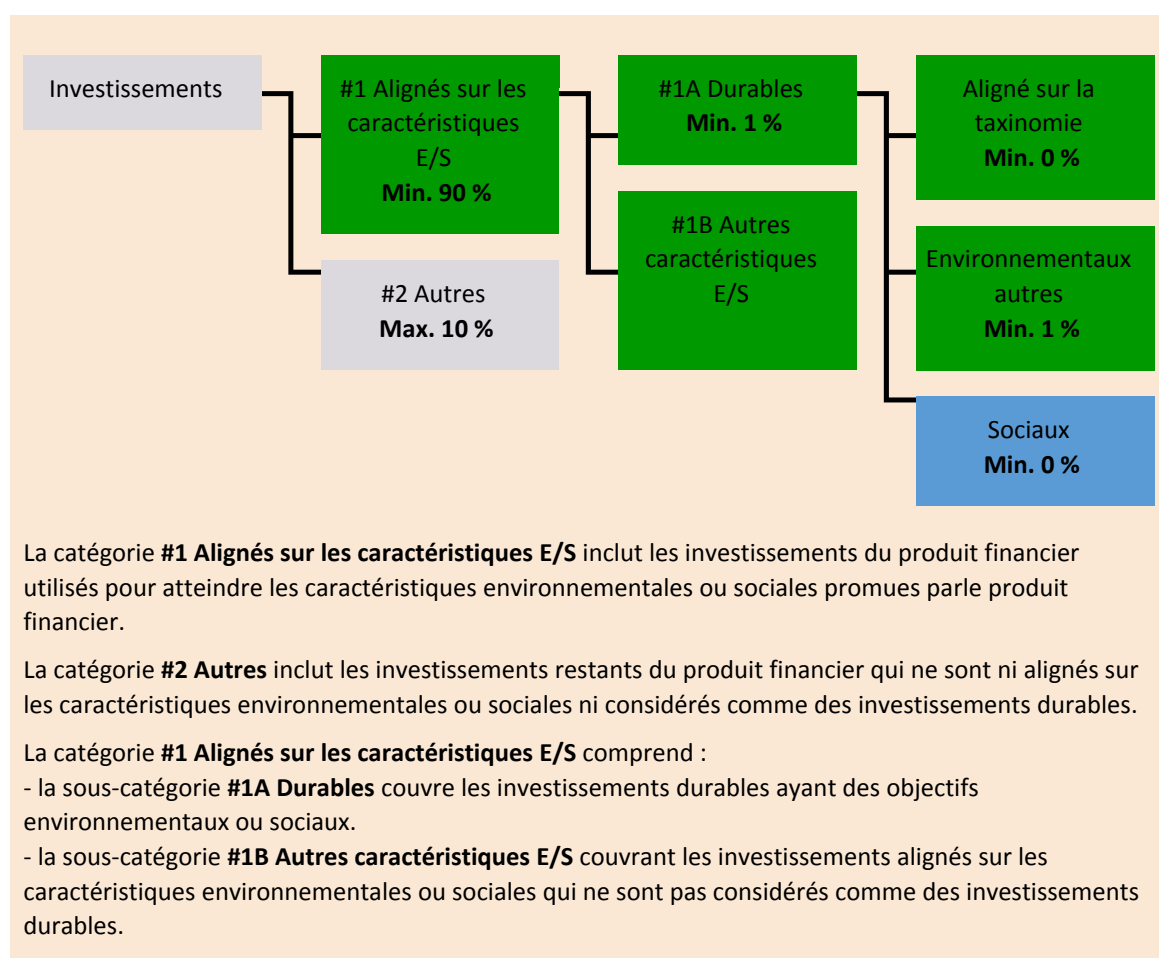 Investissements
#1 Alignés sur les
caractéristiques
E/S
Min. 90 %
#2 Autres
Max. 10 %
#1A Durables
Min. 1 %
#1B Autres
caractéristiques
E/S
Aligné sur la
taxinomie
Min. 0 %
Environnementaux
autres
Min. 1 %
Sociaux
Min. 0 %
La catégorie #1 Alignés sur les caractéristiques E/S inclut les investissements du produit financier
utilisés pour atteindre les caractéristiques environnementales ou sociales promues parle produit
financier.
La catégorie #2 Autres inclut les investissements restants du produit financier qui ne sont ni alignés sur
les caractéristiques environnementales ou sociales ni considérés comme des investissements durables.
La catégorie #1 Alignés sur les caractéristiques E/S comprend :
- la sous-catégorie #1A Durables couvre les investissements durables ayant des objectifs
environnementaux ou sociaux.
- la sous-catégorie #1B Autres caractéristiques E/S couvrant les investissements alignés sur les
caractéristiques environnementales ou sociales qui ne sont pas considérés comme des investissements
durables.